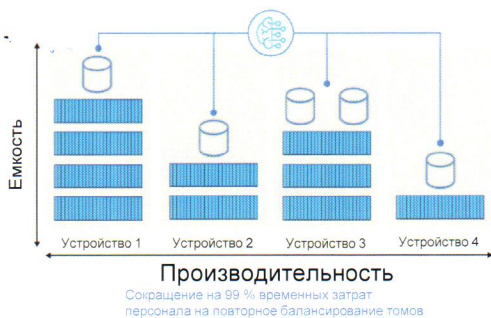 Емкость
Устройство 1
Устройство 2
Устройство 3
Устройство 4
Производительность
Сокращение на 99 % временных затрат
персонала на повторное балансирование томов